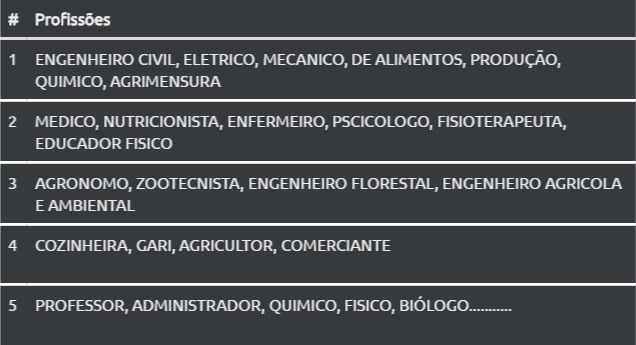 # Profissões
1 ENGENHEIRO CIVIL, ELETRICO, MECANICO, DE ALIMENTOS, PRODUÇÃO,
QUIMICO, AGRIMENSURA
2 MEDICO, NUTRICIONISTA, ENFERMEIRO, PSCICOLOGO, FISIOTERAPEUTA,
EDUCADOR FISICO
3 AGRONOMO, ZOOTECNISTA, ENGENHEIRO FLORESTAL, ENGENHEIRO AGRICOLA
E AMBIENTAL
4 COZINHEIRA, GARI, AGRICULTOR, COMERCIANTE
5 PROFESSOR, ADMINISTRADOR, QUIMICO, FISICO, BIÓLOGO...........